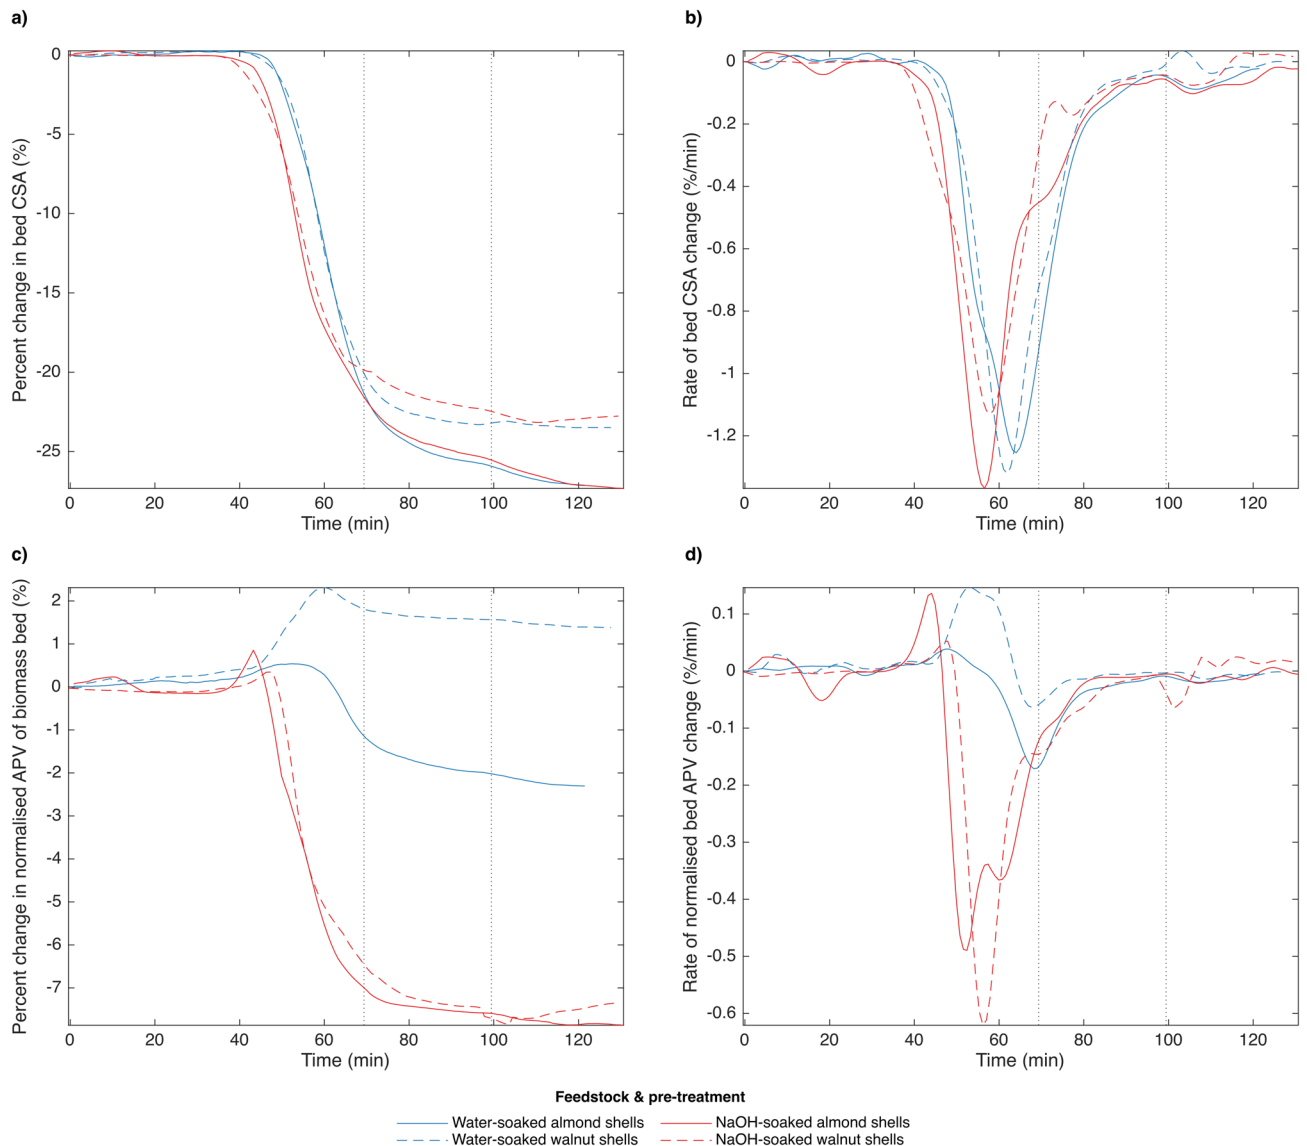 a)
Percent change in bed CSA (%)
0
-5
-10
-15
-20
-25
0 20 40 60 80 100 120
Time (min)
b)
Rate of bed CSA change (%/min)
0
-0.2
-0.4
-0.6
-0.8
-1
-1.2
0 20 40 60 80 100 120
Time (min)
c)
Percent change in normalised APV of biomass bed (%)
2
1
0
-1
-2
-3
-4
-5
-6
-7
0 20 40 60 80 100 120
Time (min)
d)
Rate of normalised bed APV change (%/min)
0.1
0
-0.1
-0.2
-0.3
-0.4
-0.5
-0.6
0 20 40 60 80 100 120
Time (min)
Feedstock & pre-treatment
Water-soaked almond shells
Water-soaked walnut shells
NaOH-soaked almond shells
NaOH-soaked walnut shells